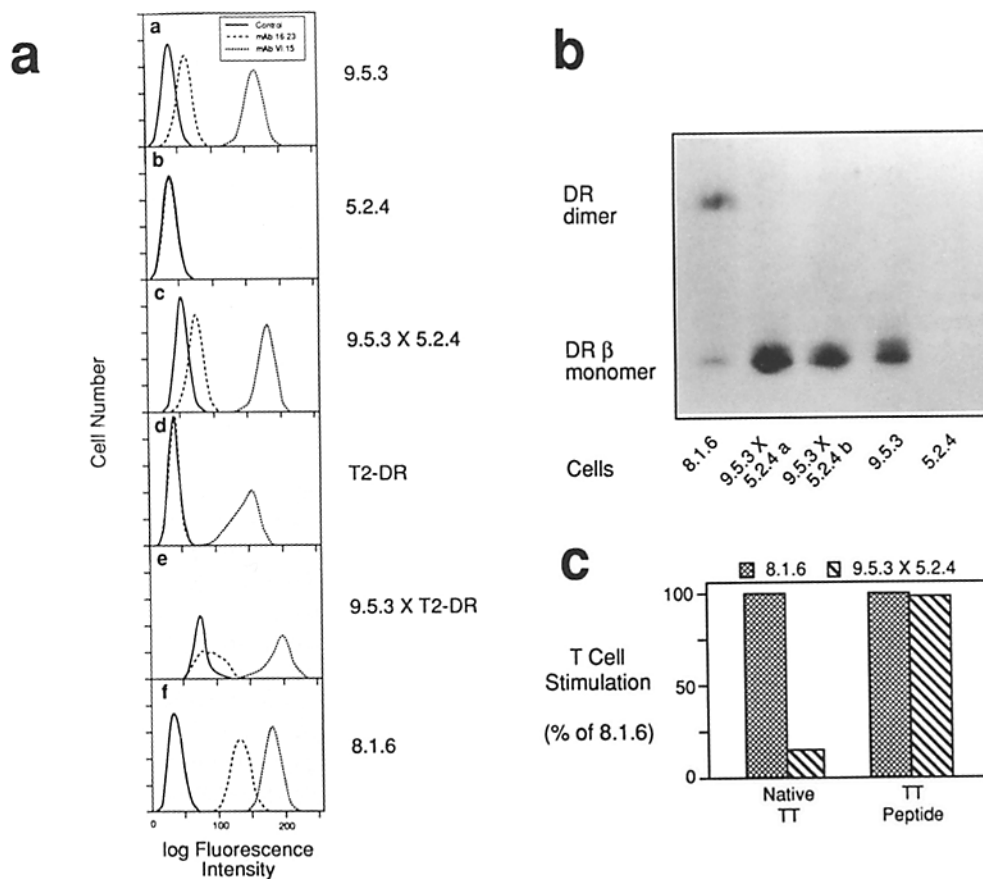 a
a
Control
mAb 16 23
mAb VI 15
9.5.3
b
5.2.4
c
9.5.3 X 5.2.4
d
T2-DR
e
9.5.3 X T2-DR
f
8.1.6
Cell Number
0 100 200
log Fluorescence
Intensity
b
DR
dimer
DR β
monomer
Cells
8.1.6
9.5.3 X
5.2.4 a
9.5.3 X
5.2.4 b
9.5.3
5.2.4
c
8.1.6 9.5.3 X 5.2.4
T Cell
Stimulation
(% of 8.1.6)
100
50
0
Native
TT
TT
Peptide